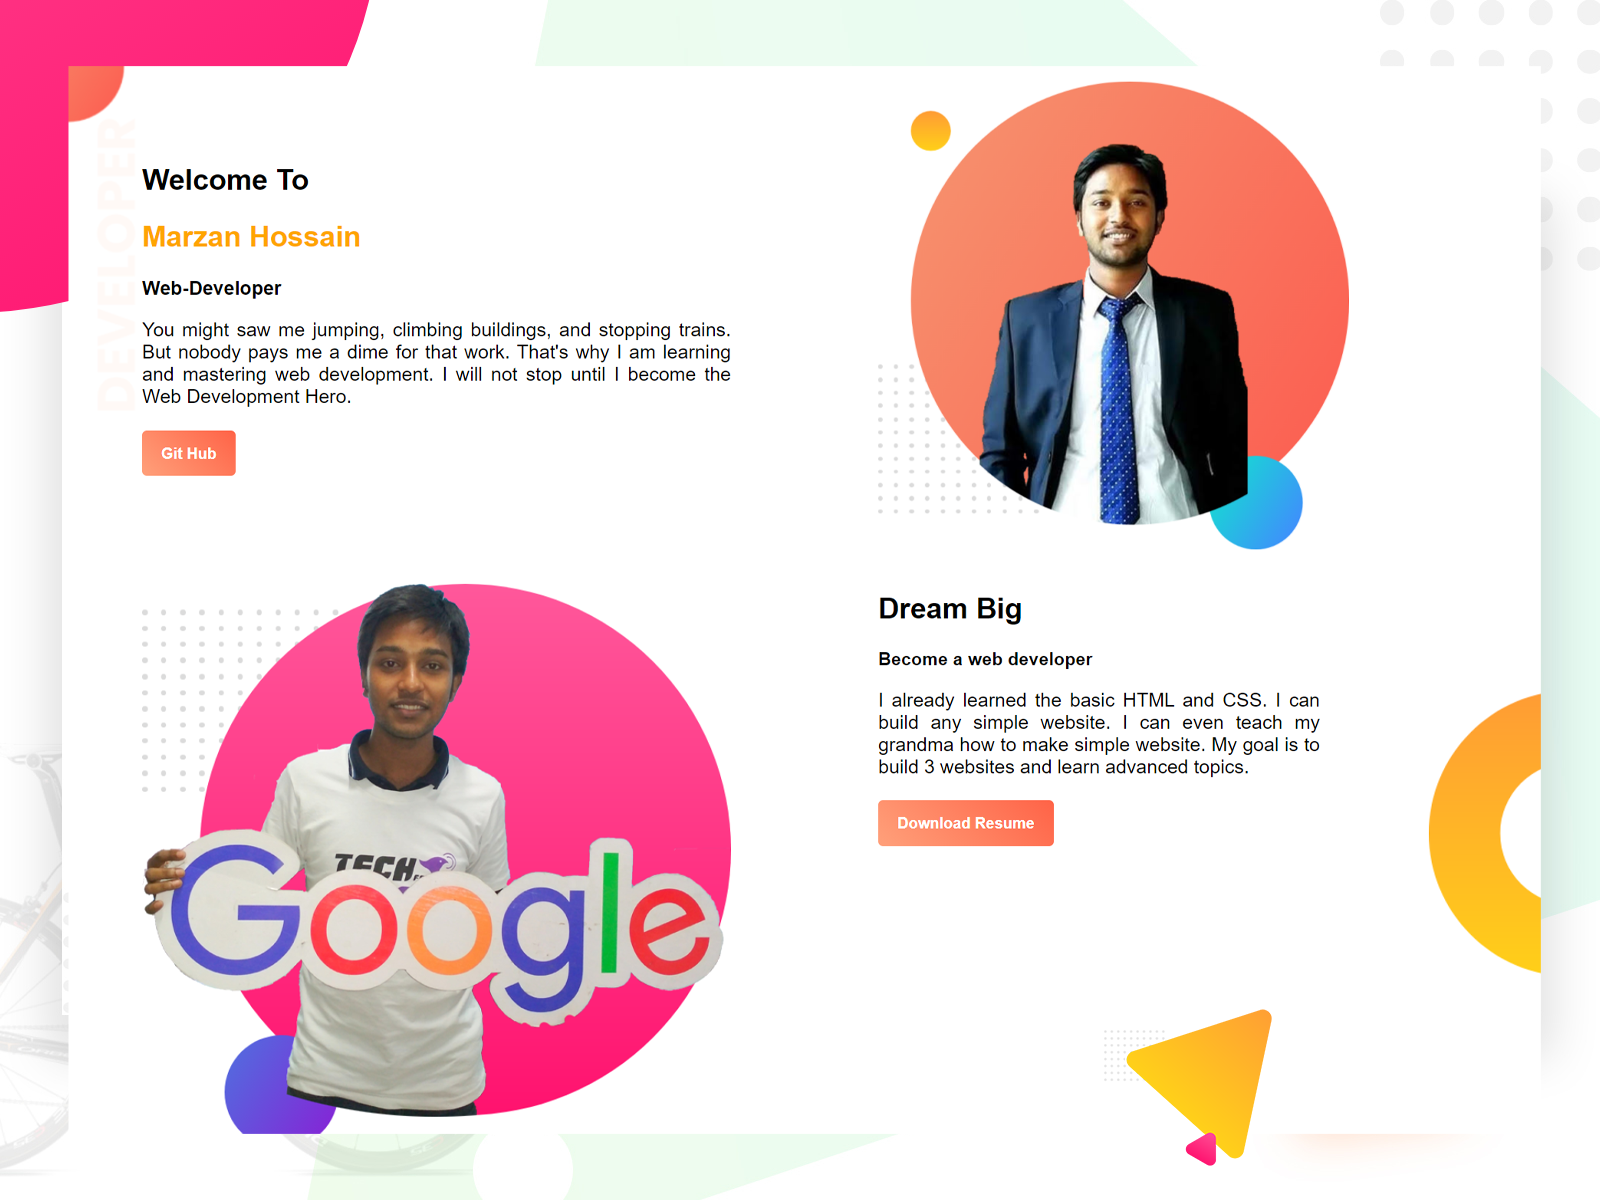 DEVELOPER
Welcome To
Marzan Hossain
Web-Developer
You might saw me jumping, climbing buildings, and stopping trains.
But nobody pays me a dime for that work. That's why I am learning
and mastering web development. I will not stop until I become the
Web Development Hero.
Git Hub
TECH
Google
Dream Big
Become a web developer
I already learned the basic HTML and CSS. I can
build any simple website. I can even teach my
grandma how to make simple website. My goal is to
build 3 websites and learn advanced topics.
Download Resume